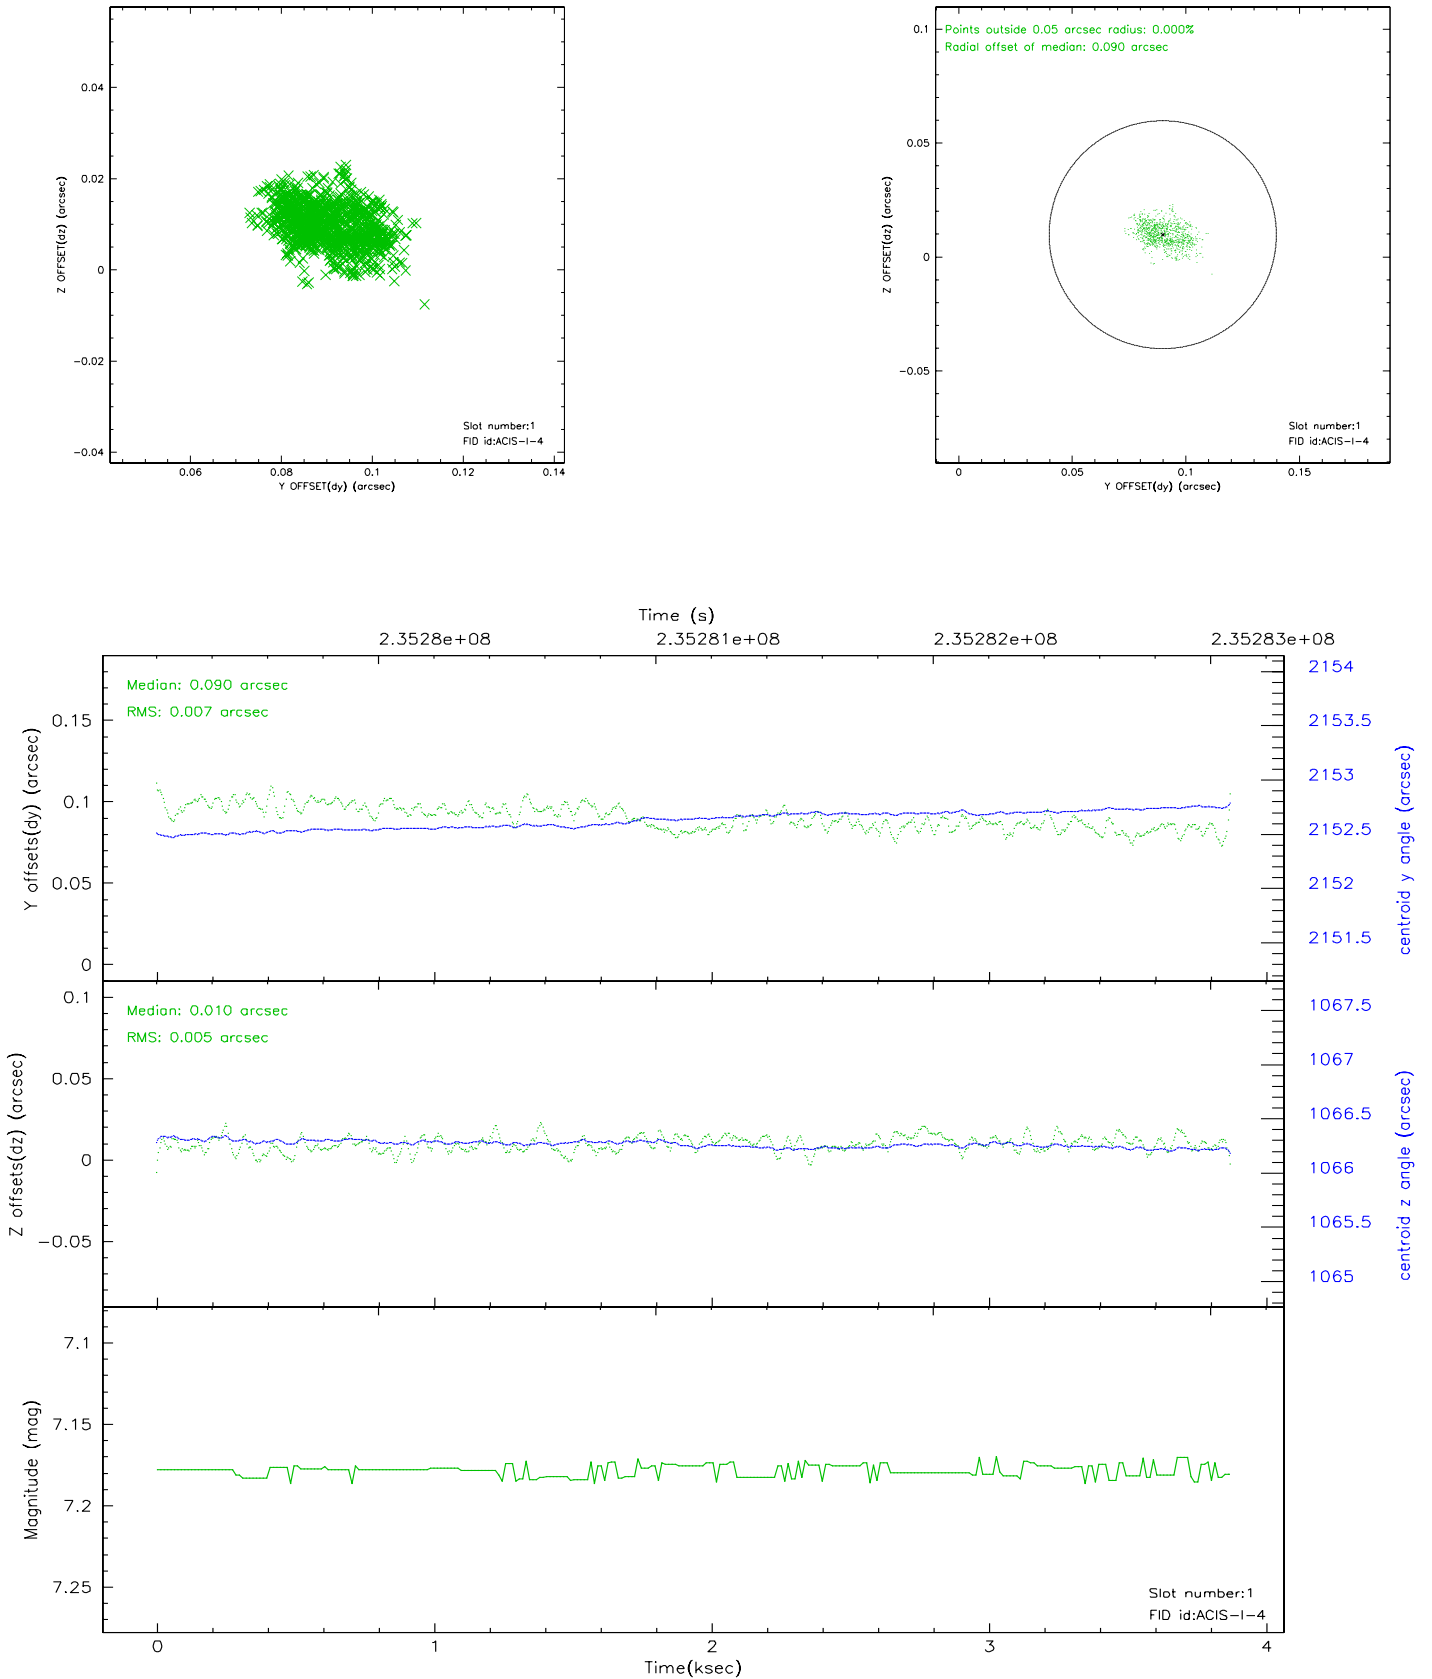 0.04
0.02
0
−0.02
−0.04
Z OFFSET(dz) (arcsec)
0.06
0.08
0.1
0.12
0.14
Y OFFSET(dy) (arcsec)
Slot number:1
FID id:ACIS−I−4
Points outside 0.05 arcsec radius: 0.000%
Radial offset of median: 0.090 arcsec
0.1
0.05
0
−0.05
Z OFFSET(dz) (arcsec)
0
0.05
0.1
0.15
Y OFFSET(dy) (arcsec)
Slot number:1
FID id:ACIS−I−4
Time (s)
2.3528e+08
2.35281e+08
2.35282e+08
2.35283e+08
Median: 0.090 arcsec
RMS: 0.007 arcsec
0.15
0.1
0.05
0
Y offsets(dy) (arcsec)
2154
2153.5
2153
2152.5
2152
2151.5
centroid y angle (arcsec)
Median: 0.010 arcsec
RMS: 0.005 arcsec
0.1
0.05
0
−0.05
Z offsets(dz) (arcsec)
1067.5
1067
1066.5
1066
1065.5
1065
centroid z angle (arcsec)
7.1
7.15
7.2
7.25
Magnitude (mag)
Slot number:1
FID id:ACIS−I−4
0
1
2
3
4
Time(ksec)